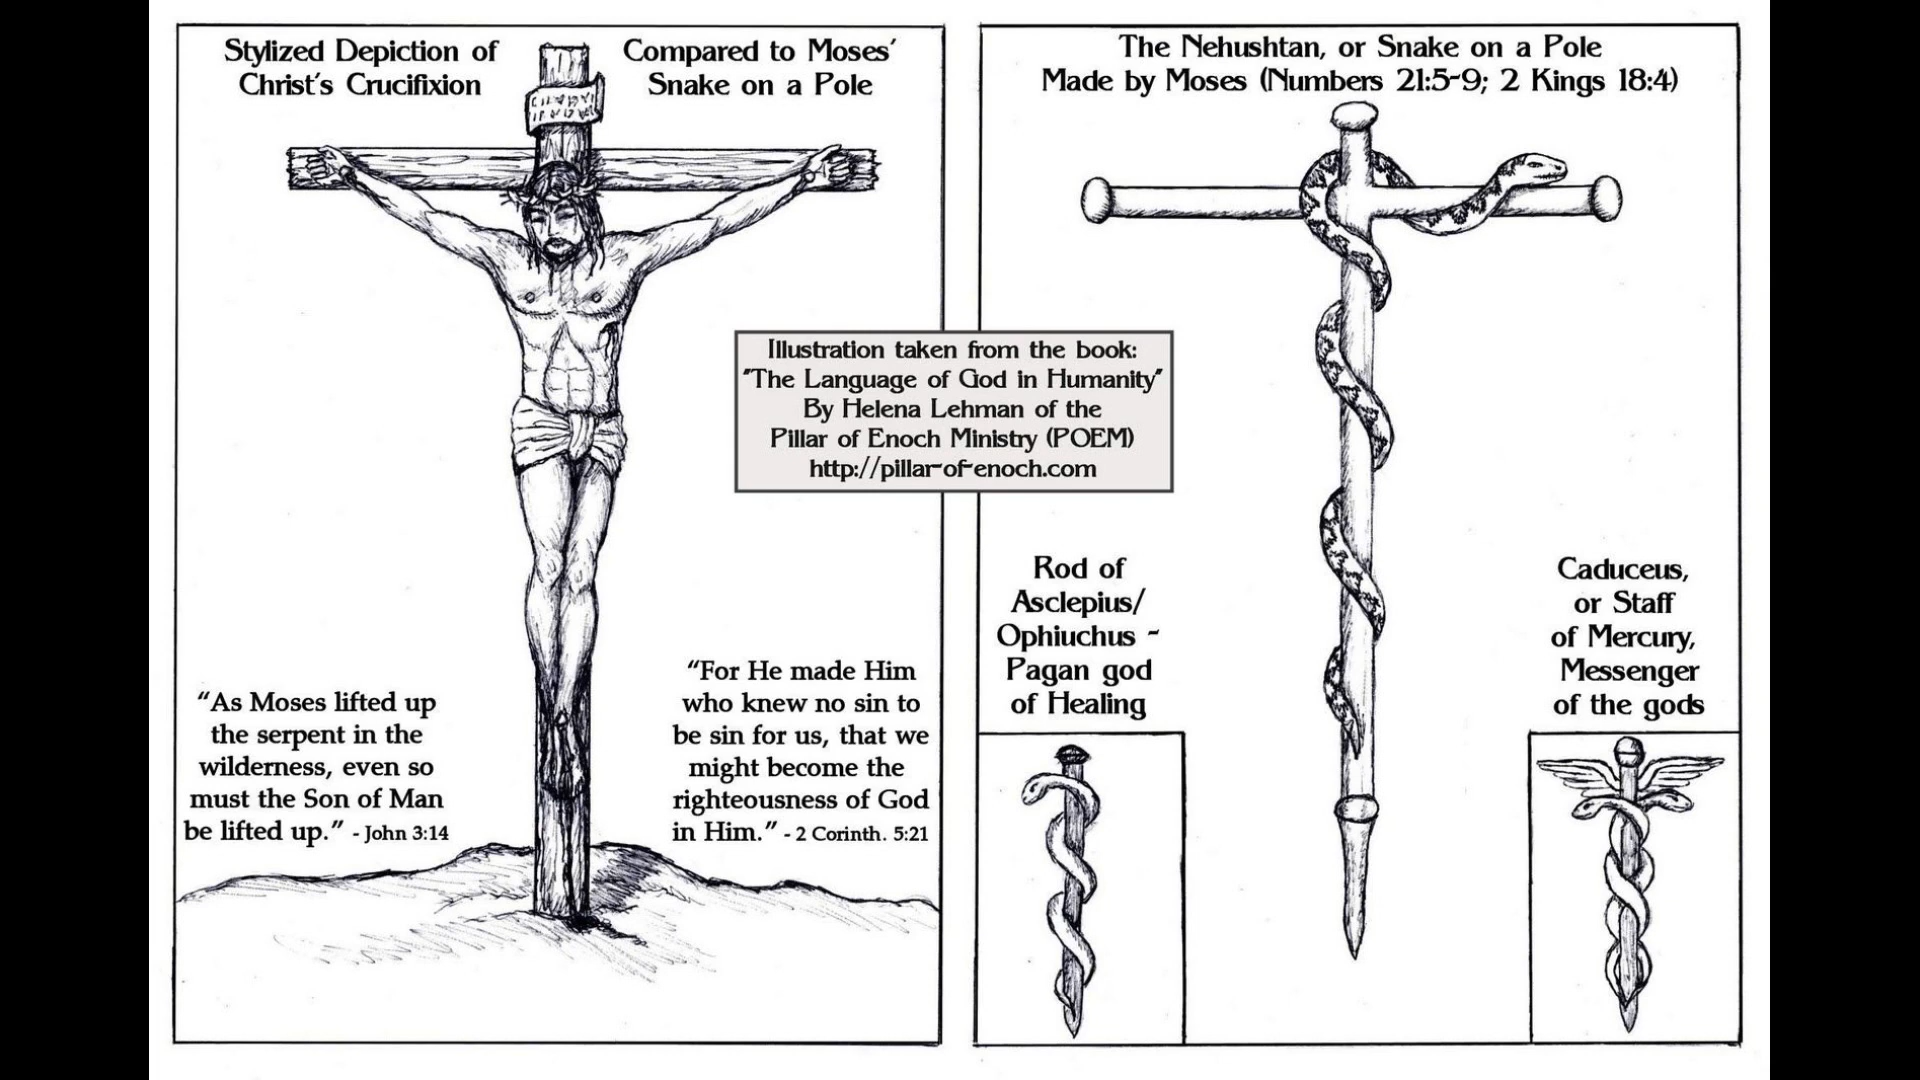 Stylized Depiction of
Christ's Crucifixion
Compared to Moses'
Snake on a Pole
"As Moses lifted up
the serpent in the
wilderness, even so
must the Son of Man
be lifted up." - John 3:14
"For He made Him
who knew no sin to
be sin for us, that we
might become the
righteousness of God
in Him." - 2 Corinth. 5:21
Illustration taken from the book:
"The Language of God in Humanity"
By Helena Lehman of the
Pillar of Enoch Ministry (POEM)
http://pillar-of-enoch.com
The Nehushtan, or Snake on a Pole
Made by Moses (Numbers 21:5-9; 2 Kings 18:4)
Rod of
Asclepius/
Ophiuchus -
Pagan god
of Healing
Caduceus,
or Staff
of Mercury,
Messenger
of the gods